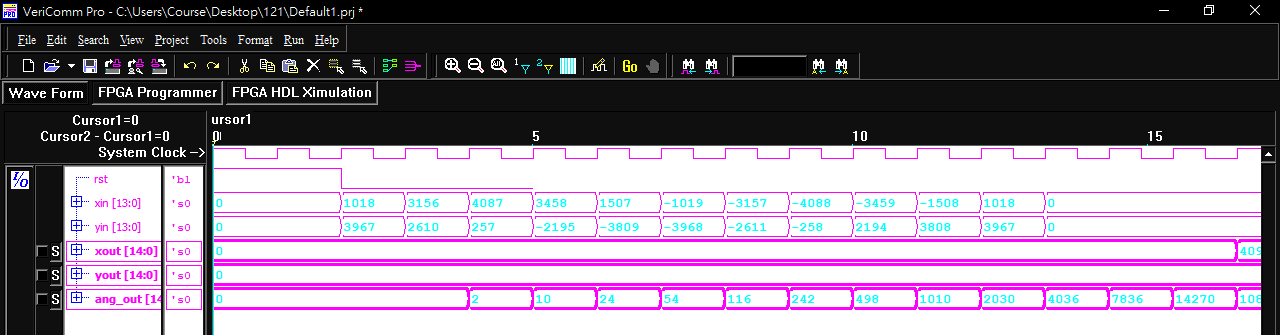 VeriComm Pro - C:\Users\Course\Desktop\121\Default1.prj *
File Edit Search View Project Tools Format Run Help
Go
Wave Form FPGA Programmer FPGA HDL Ximulation
Cursor1=0 ursor1
Cursor2 - Cursor1=0 0 5 10 15
System Clock ->
I/O rst 'b1
xin [13:0] 's0 0 1018 3156 4087 3458 1507 -1019 -3157 -4088 -3459 -1508 1018 0
yin [13:0] 's0 0 3967 2610 257 -2195 -3809 -3968 -2611 -258 2194 3808 3967 0
S xout [14:0] 's0 0 409
S yout [14:0] 's0 0
S ang_out [14 's0 0 2 10 24 54 116 242 498 1010 2030 4036 7836 14270 108